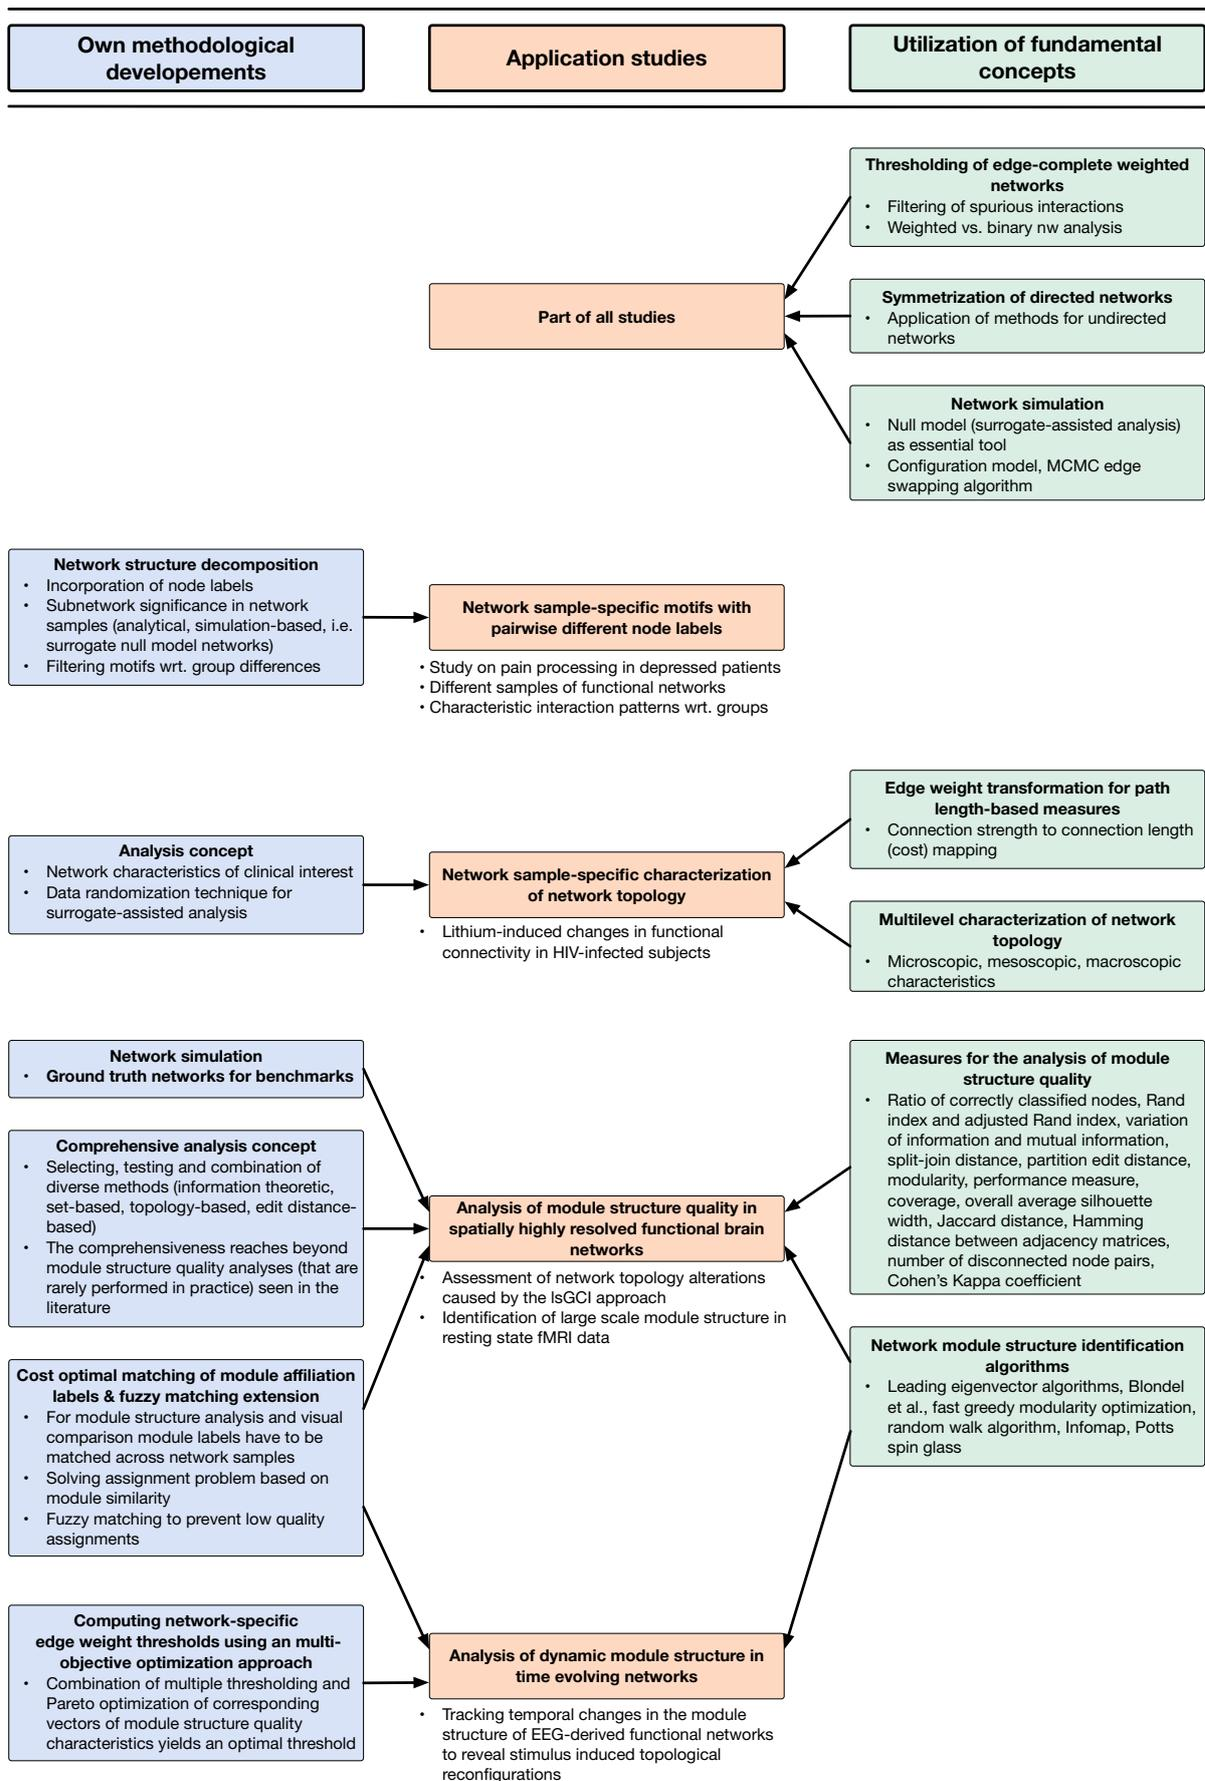 Own methodological
developements
Application studies
Utilization of fundamental
concepts
Thresholding of edge-complete weighted
networks
• Filtering of spurious interactions
• Weighted vs. binary nw analysis
Part of all studies
Symmetrization of directed networks
• Application of methods for undirected
networks
Network simulation
• Null model (surrogate-assisted analysis)
as essential tool
• Configuration model, MCMC edge
swapping algorithm
Network structure decomposition
• Incorporation of node labels
• Subnetwork significance in network
samples (analytical, simulation-based, i.e.
surrogate null model networks)
• Filtering motifs wrt. group differences
Network sample-specific motifs with
pairwise different node labels
• Study on pain processing in depressed patients
• Different samples of functional networks
• Characteristic interaction patterns wrt. groups
Analysis concept
• Network characteristics of clinical interest
• Data randomization technique for
surrogate-assisted analysis
Network sample-specific characterization
of network topology
• Lithium-induced changes in functional
connectivity in HIV-infected subjects
Edge weight transformation for path
length-based measures
• Connection strength to connection length
(cost) mapping
Multilevel characterization of network
topology
• Microscopic, mesoscopic, macroscopic
characteristics
Network simulation
• Ground truth networks for benchmarks
Comprehensive analysis concept
• Selecting, testing and combination of
diverse methods (information theoretic,
set-based, topology-based, edit distance-
based)
• The comprehensiveness reaches beyond
module structure quality analyses (that are
rarely performed in practice) seen in the
literature
Cost optimal matching of module affiliation
labels & fuzzy matching extension
• For module structure analysis and visual
comparison module labels have to be
matched across network samples
• Solving assignment problem based on
module similarity
• Fuzzy matching to prevent low quality
assignments
Analysis of module structure quality in
spatially highly resolved functional brain
networks
• Assessment of network topology alterations
caused by the lsGCI approach
• Identification of large scale module structure in
resting state fMRI data
Measures for the analysis of module
structure quality
• Ratio of correctly classified nodes, Rand
index and adjusted Rand index, variation
of information and mutual information,
split-join distance, partition edit distance,
modularity, performance measure,
coverage, overall average silhouette
width, Jaccard distance, Hamming
distance between adjacency matrices,
number of disconnected node pairs,
Cohen's Kappa coefficient
Network module structure identification
algorithms
• Leading eigenvector algorithms, Blondel
et al., fast greedy modularity optimization,
random walk algorithm, Infomap, Potts
spin glass
Computing network-specific
edge weight thresholds using an multi-
objective optimization approach
• Combination of multiple thresholding and
Pareto optimization of corresponding
vectors of module structure quality
characteristics yields an optimal threshold
Analysis of dynamic module structure in
time evolving networks
• Tracking temporal changes in the module
structure of EEG-derived functional networks
to reveal stimulus induced topological
reconfigurations